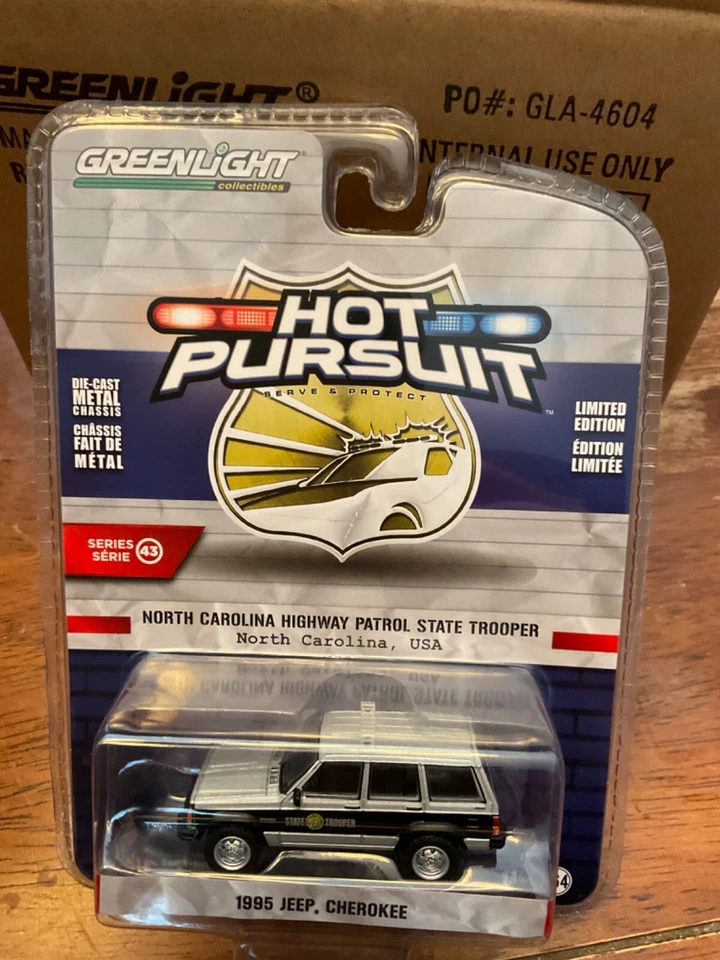 GREENLIGHT®
PO#: GLA-4604
INTERNAL USE ONLY
GREENLiGHT
collectibles
HOT
PURSUIT™
SERVE & PROTECT
DIE-CAST
METAL
CHASSIS
CHÂSSIS
FAIT DE
MÉTAL
LIMITED
EDITION
ÉDITION
LIMITÉE
SERIES
SÉRIE
43
NORTH CAROLINA HIGHWAY PATROL STATE TROOPER
North Carolina, USA
STATE TROOPER
1995 JEEP® CHEROKEE